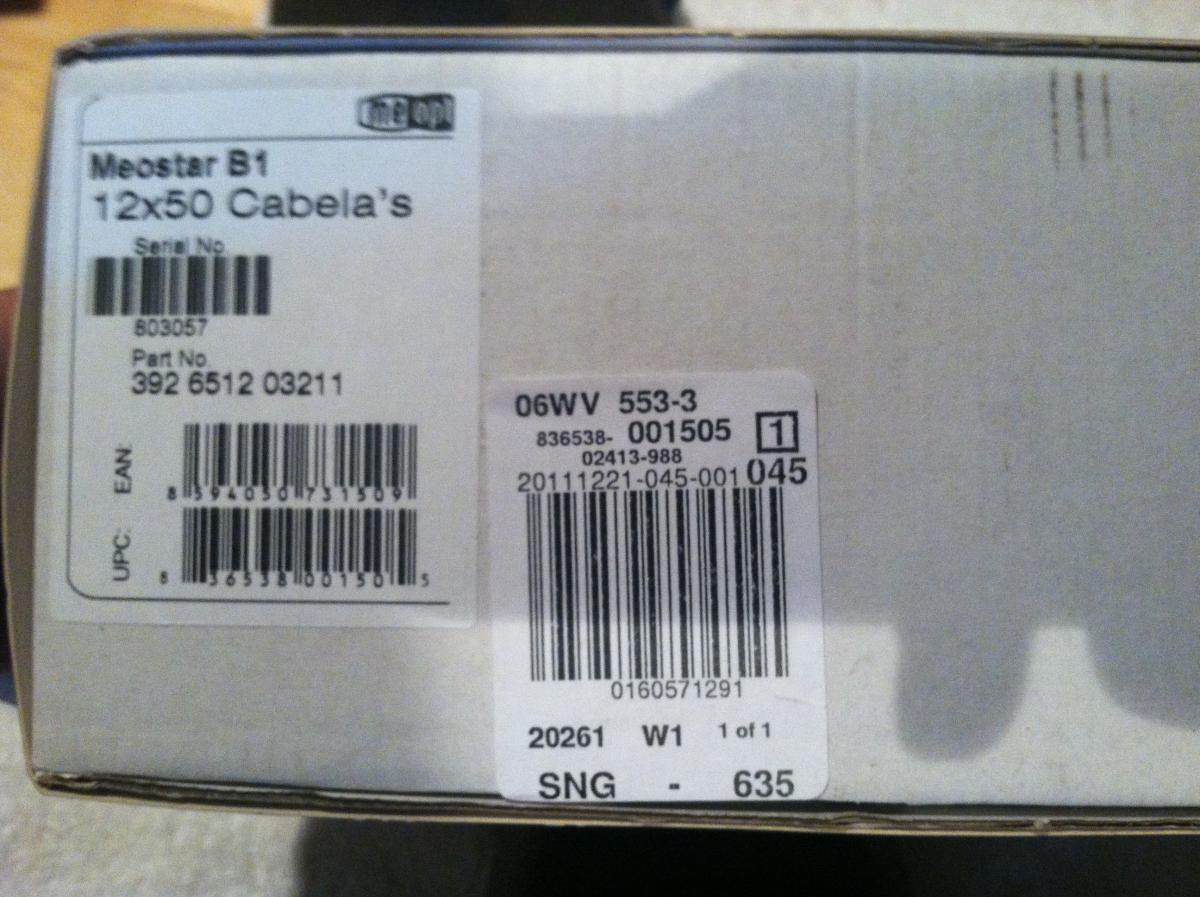 meopt
Meostar B1
12x50 Cabela's
Serial No
803057
Part No
392 6512 03211
EAN:
8 594050 731509
UPC:
8 36538 00150 5
06WV 553-3
836538- 001505 1
02413-988
20111221-045-001 045
0160571291
20261 W1 1 of 1
SNG - 635